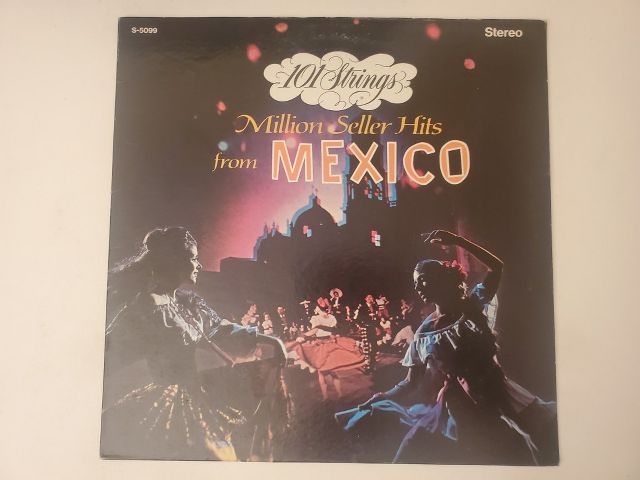 S-5099
Stereo
101 Strings
Million Seller Hits
from MEXICO